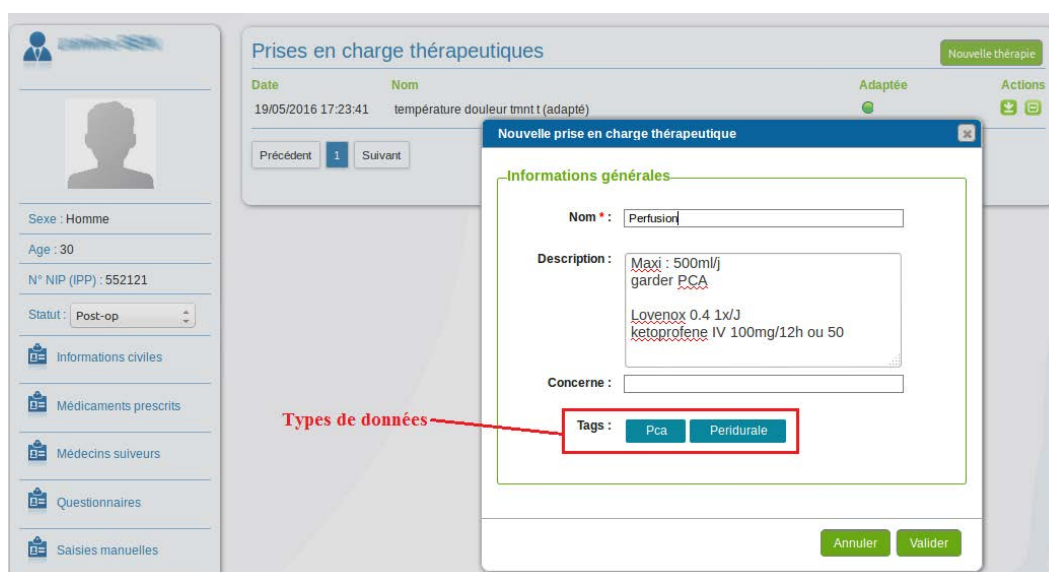 Prises en charge thérapeutiques
Nouvelle thérapie
Date Nom Adaptée Actions
19/05/2016 17:23:41 température douleur tmnt t (adapté)
Précédent 1 Suivant
Sexe : Homme
Age : 30
N° NIP (IPP) : 552121
Statut : Post-op
Informations civiles
Médicaments prescrits
Médecins suiveurs
Questionnaires
Saisies manuelles
Types de données
Nouvelle prise en charge thérapeutique
Informations générales
Nom * : Perfusion
Description : Maxi : 500ml/j
garder PCA
Lovenox 0.4 1x/J
ketoprofene IV 100mg/12h ou 50
Concerne :
Tags : Pca Peridurale
Annuler Valider